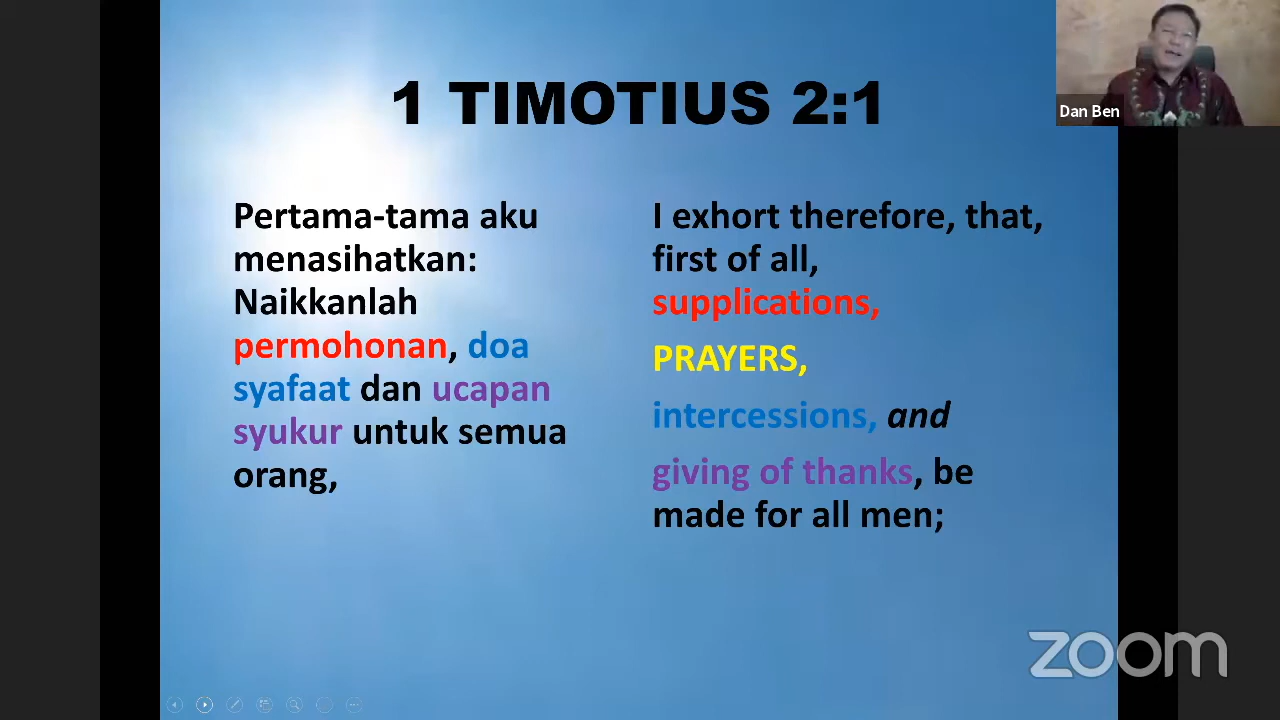 1 TIMOTIUS 2:1
Dan Ben
Pertama-tama aku
menasihatkan:
Naikkanlah
permohonan, doa
syafaat dan ucapan
syukur untuk semua
orang,
I exhort therefore, that,
first of all,
supplications,
PRAYERS,
intercessions, and
giving of thanks, be
made for all men;
zoom